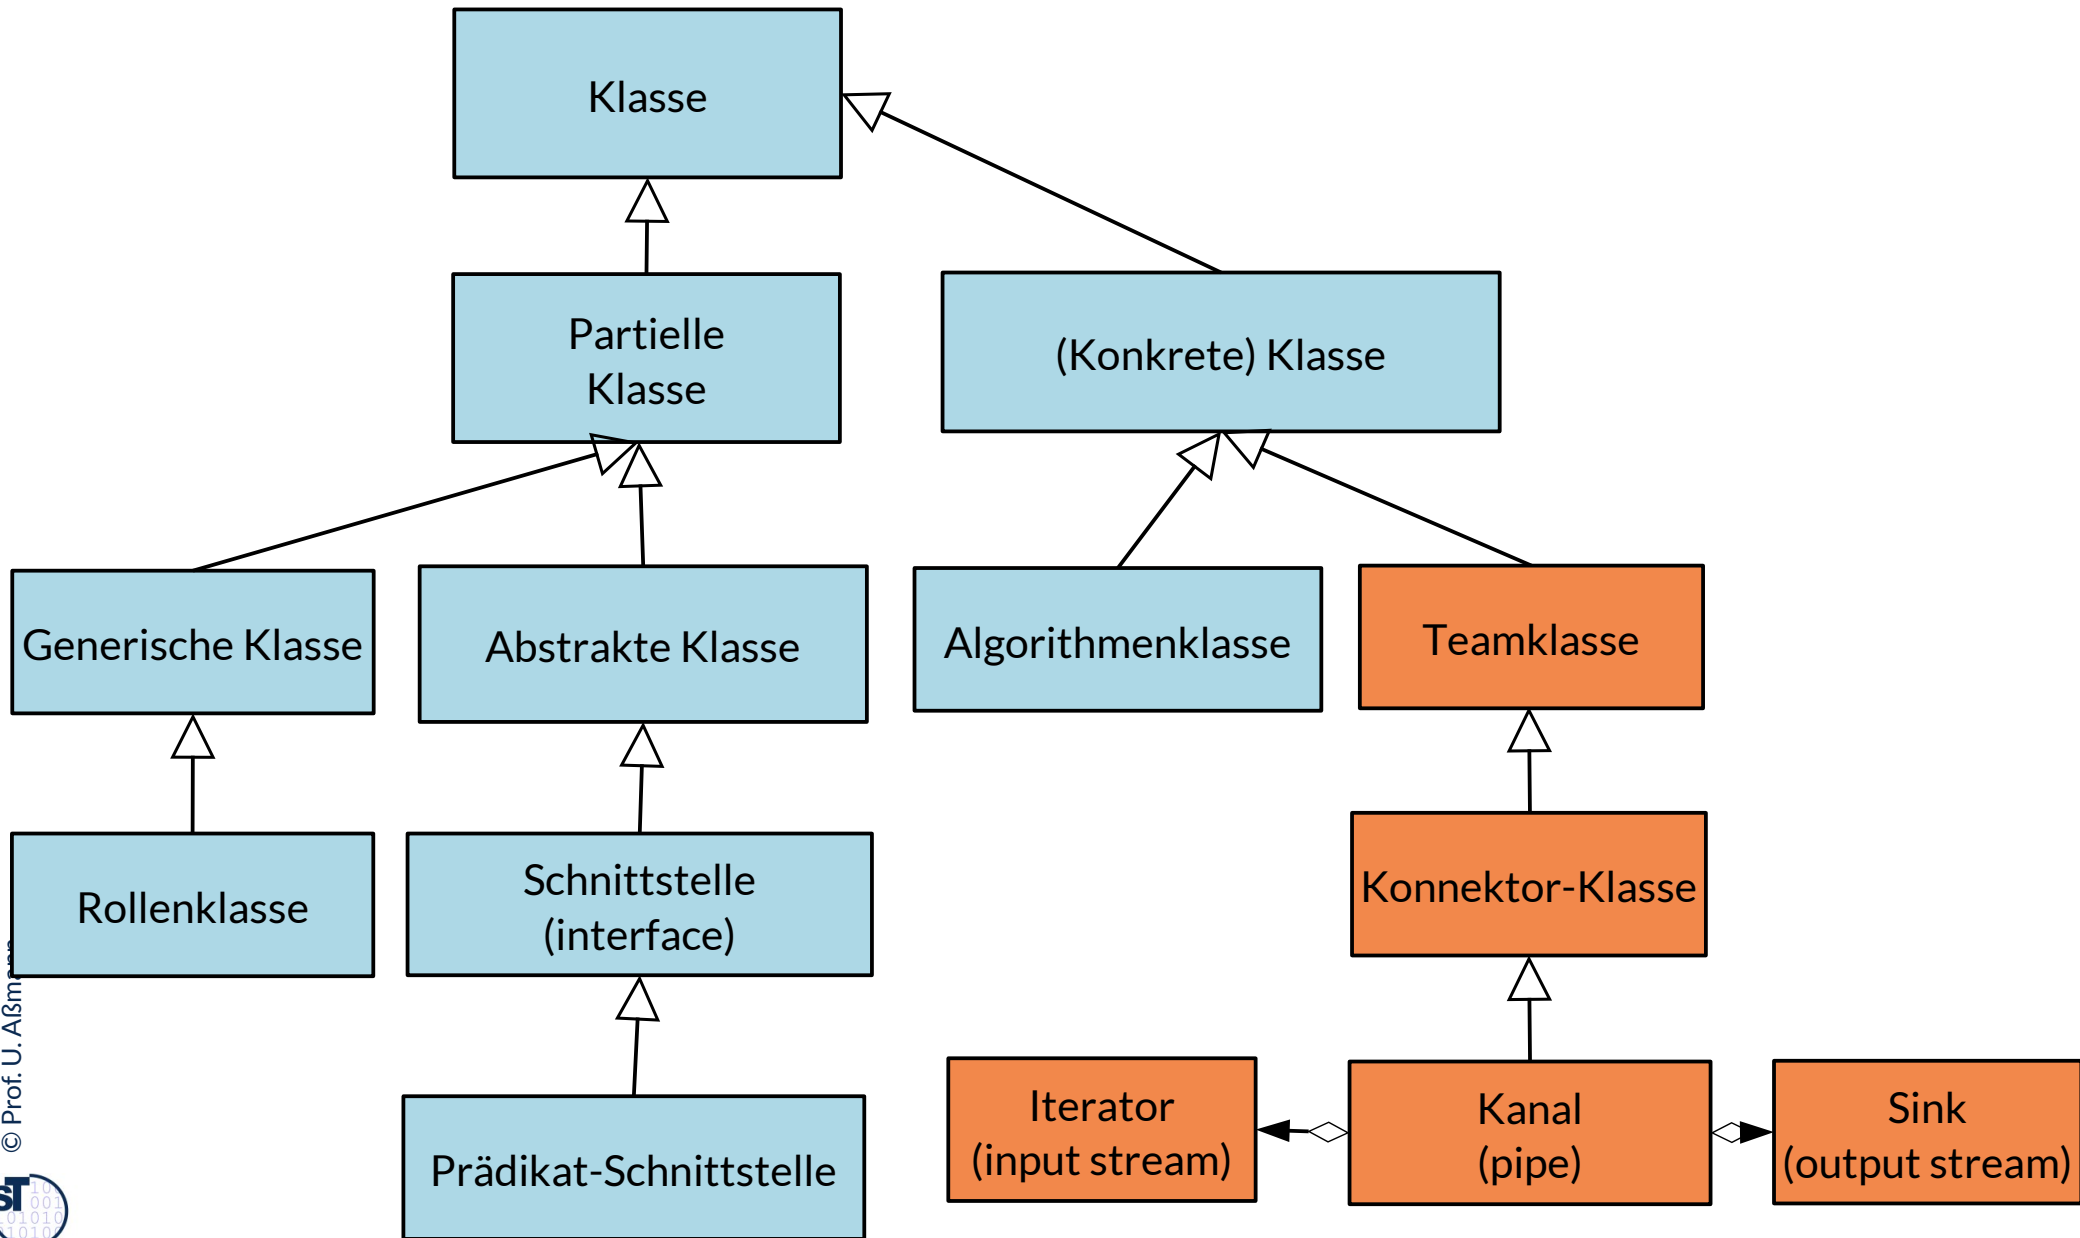 Klasse
Partielle
Klasse
(Konkrete) Klasse
Generische Klasse
Abstrakte Klasse
Algorithmenklasse
Teamklasse
Rollenklasse
Schnittstelle
(interface)
Konnektor-Klasse
Prädikat-Schnittstelle
Iterator
(input stream)
Kanal
(pipe)
Sink
(output stream)
© Prof. U.